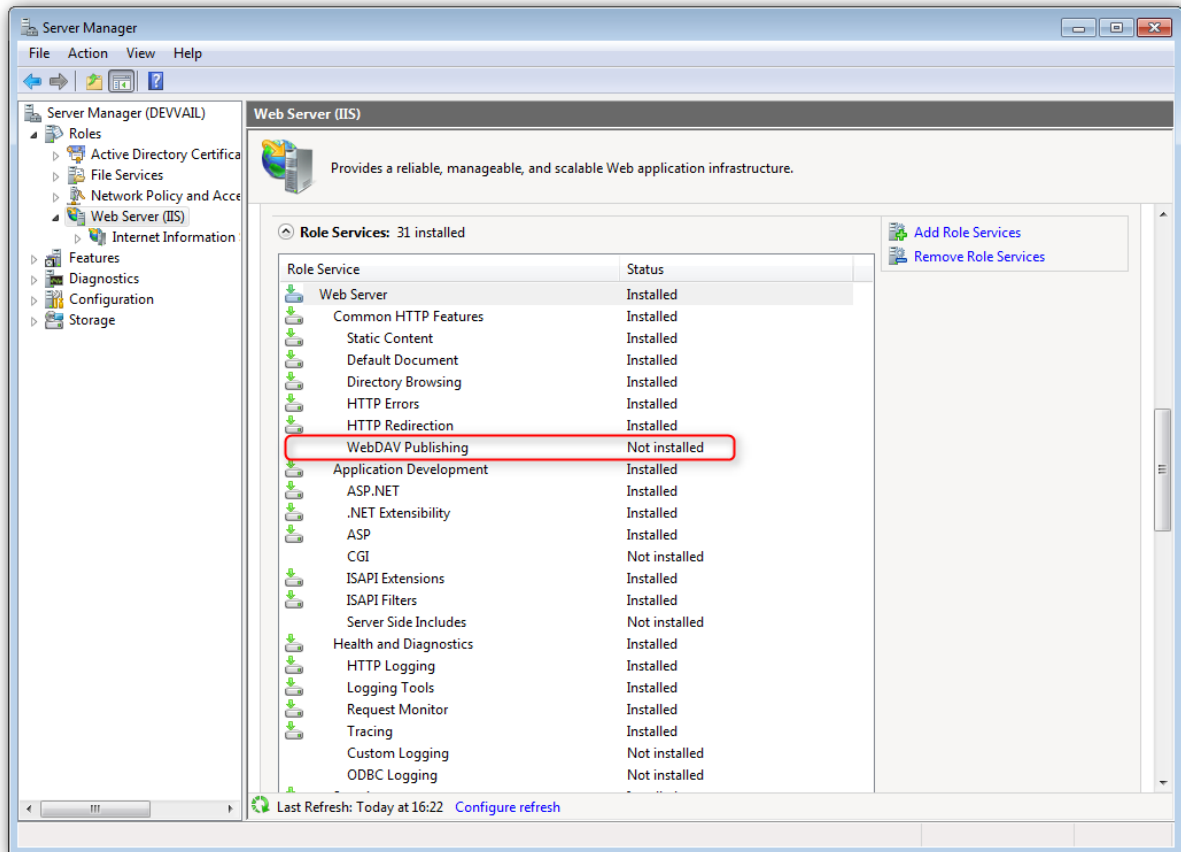 Server Manager
File Action View Help
Server Manager (DEVVAIL)
Roles
Active Directory Certifica
File Services
Network Policy and Acce
Web Server (IIS)
Internet Information
Features
Diagnostics
Configuration
Storage
Web Server (IIS)
Provides a reliable, manageable, and scalable Web application infrastructure.
Role Services: 31 installed
Add Role Services
Remove Role Services
Role Service Status
Web Server Installed
Common HTTP Features Installed
Static Content Installed
Default Document Installed
Directory Browsing Installed
HTTP Errors Installed
HTTP Redirection Installed
WebDAV Publishing Not installed
Application Development Installed
ASP.NET Installed
.NET Extensibility Installed
ASP Installed
CGI Not installed
ISAPI Extensions Installed
ISAPI Filters Installed
Server Side Includes Not installed
Health and Diagnostics Installed
HTTP Logging Installed
Logging Tools Installed
Request Monitor Installed
Tracing Installed
Custom Logging Not installed
ODBC Logging Not installed
Last Refresh: Today at 16:22 Configure refresh